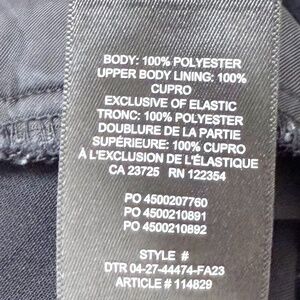 BODY: 100% POLYESTER
UPPER BODY LINING: 100%
CUPRO
EXCLUSIVE OF ELASTIC
TRONC: 100% POLYESTER
DOUBLURE DE LA PARTIE
SUPÉRIEURE: 100% CUPRO
À L'EXCLUSION DE L'ÉLASTIQUE
CA 23725 RN 122354
PO 4500207760
PO 4500210891
PO 4500210892
STYLE #
DTR 04-27-44474-FA23
ARTICLE # 114829